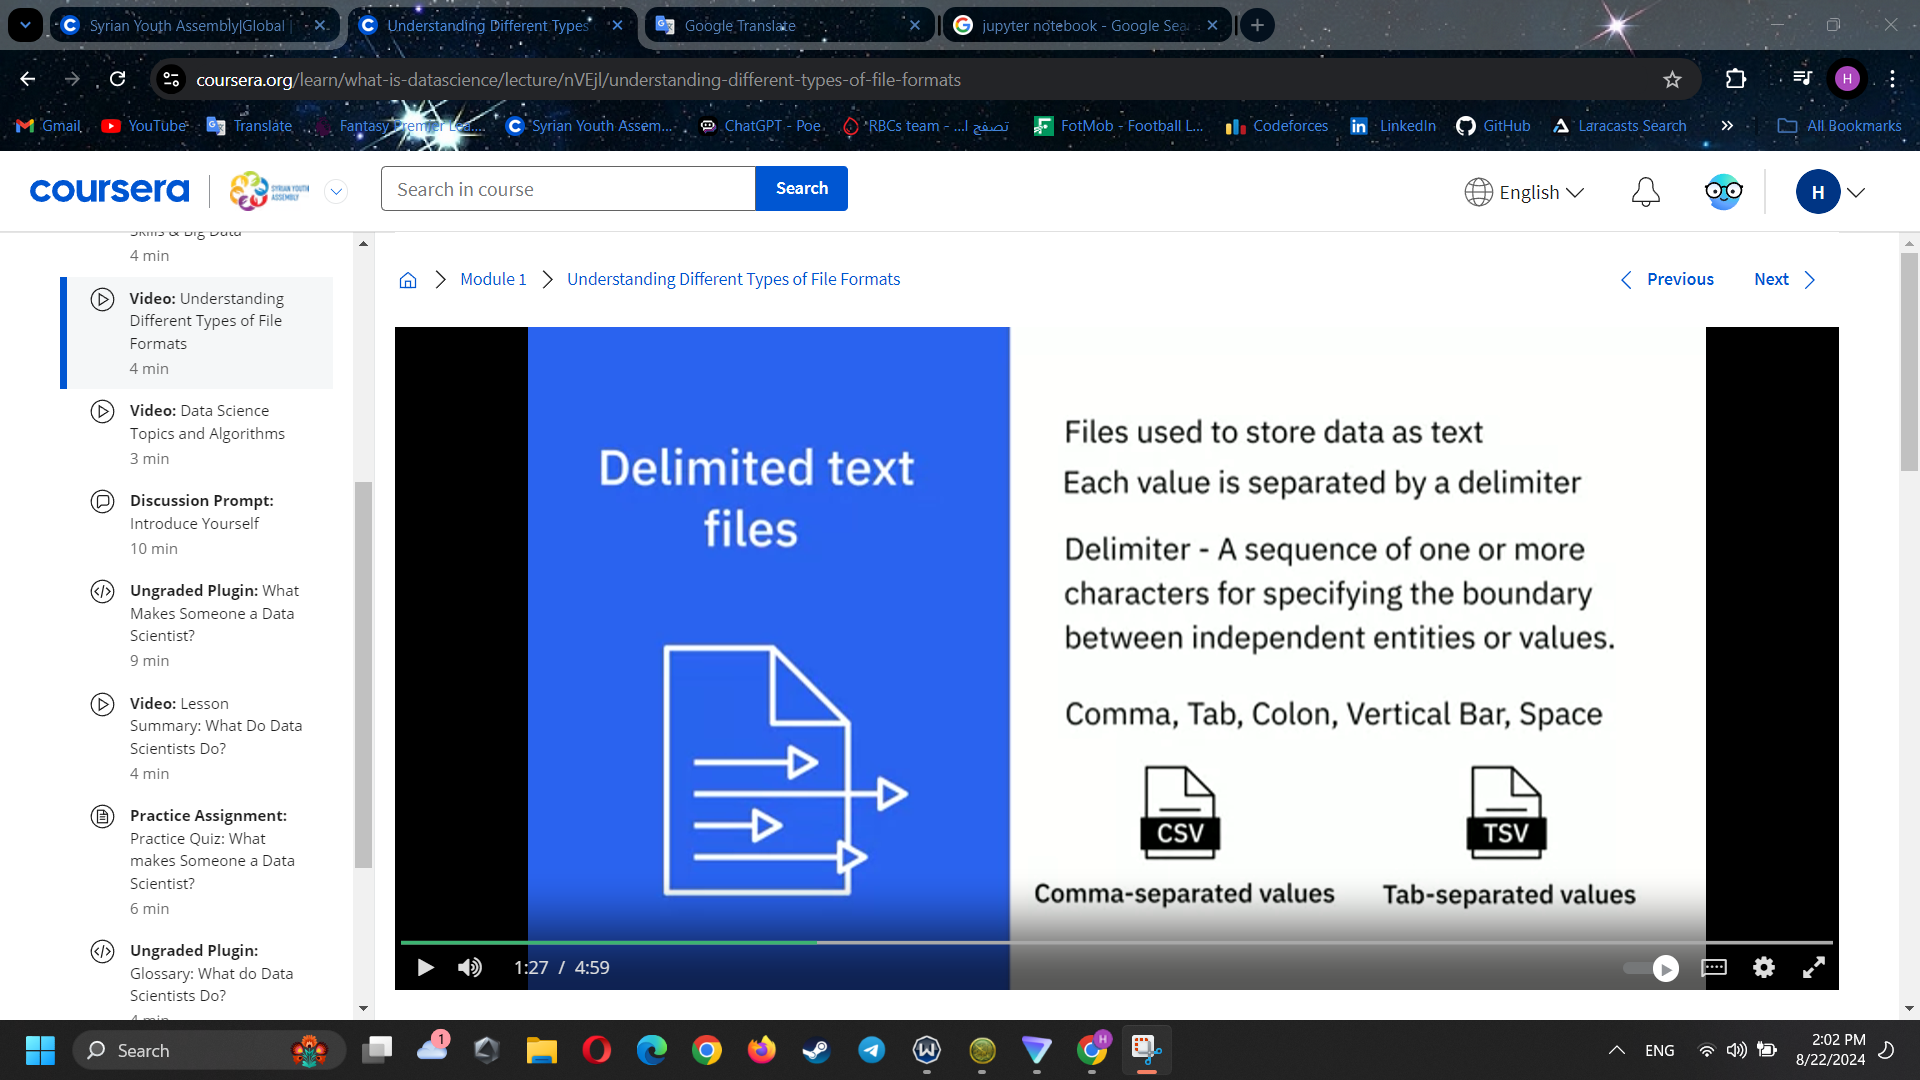 Syrian Youth Assembly|Global |
Understanding Different Types
Google Translate
jupyter notebook - Google Sea
coursera.org/learn/what-is-datascience/lecture/nVEjl/understanding-different-types-of-file-formats
H
Gmail
YouTube
Translate
Fantasy Premier Lea...
Syrian Youth Assem...
ChatGPT - Poe
*RBCs team - ...تصفح ا
FotMob - Football L...
Codeforces
LinkedIn
GitHub
Laracasts Search
All Bookmarks
coursera
SYRIAN YOUTH
ASSEMBLY
Search in course
Search
English
H
Skills & Big Data
4 min
Video: Understanding
Different Types of File
Formats
4 min
Video: Data Science
Topics and Algorithms
3 min
Discussion Prompt:
Introduce Yourself
10 min
Ungraded Plugin: What
Makes Someone a Data
Scientist?
9 min
Video: Lesson
Summary: What Do Data
Scientists Do?
4 min
Practice Assignment:
Practice Quiz: What
makes Someone a Data
Scientist?
6 min
Ungraded Plugin:
Glossary: What do Data
Scientists Do?
4 min
Module 1
Understanding Different Types of File Formats
Previous
Next
Delimited text
files
Files used to store data as text
Each value is separated by a delimiter
Delimiter - A sequence of one or more
characters for specifying the boundary
between independent entities or values.
Comma, Tab, Colon, Vertical Bar, Space
CSV
TSV
Comma-separated values
Tab-separated values
1:27 / 4:59
Search
1
H
ENG
2:02 PM
8/22/2024